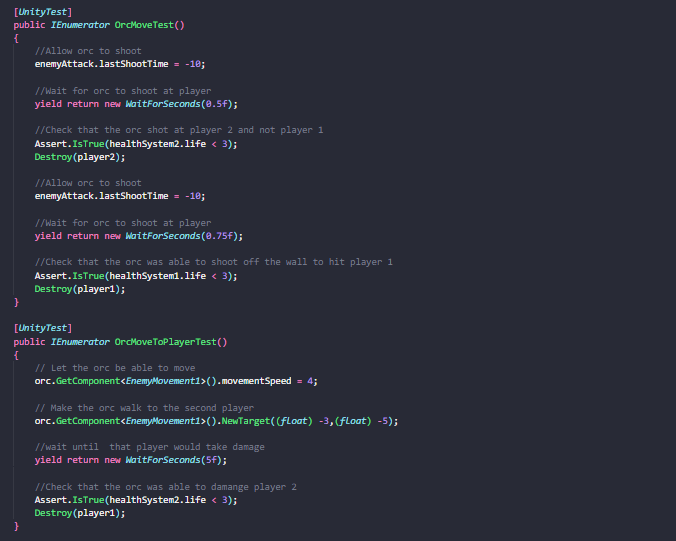 [UnityTest]
public IEnumerator OrcMoveTest()
{
//Allow orc to shoot
enemyAttack.lastShootTime = -10;
//Wait for orc to shoot at player
yield return new WaitForSeconds(0.5f);
//Check that the orc shot at player 2 and not player 1
Assert.IsTrue(healthSystem2.life < 3);
Destroy(player2);
//Allow orc to shoot
enemyAttack.lastShootTime = -10;
//Wait for orc to shoot at player
yield return new WaitForSeconds(0.75f);
//Check that the orc was able to shoot off the wall to hit player 1
Assert.IsTrue(healthSystem1.life < 3);
Destroy(player1);
}
[UnityTest]
public IEnumerator OrcMoveToPlayerTest()
{
// Let the orc be able to move
orc.GetComponent<EnemyMovement1>().movementSpeed = 4;
// Make the orc walk to the second player
orc.GetComponent<EnemyMovement1>().NewTarget((float) -3,(float) -5);
//wait until  that player would take damage
yield return new WaitForSeconds(5f);
//Check that the orc was able to damange player 2
Assert.IsTrue(healthSystem2.life < 3);
Destroy(player1);
}